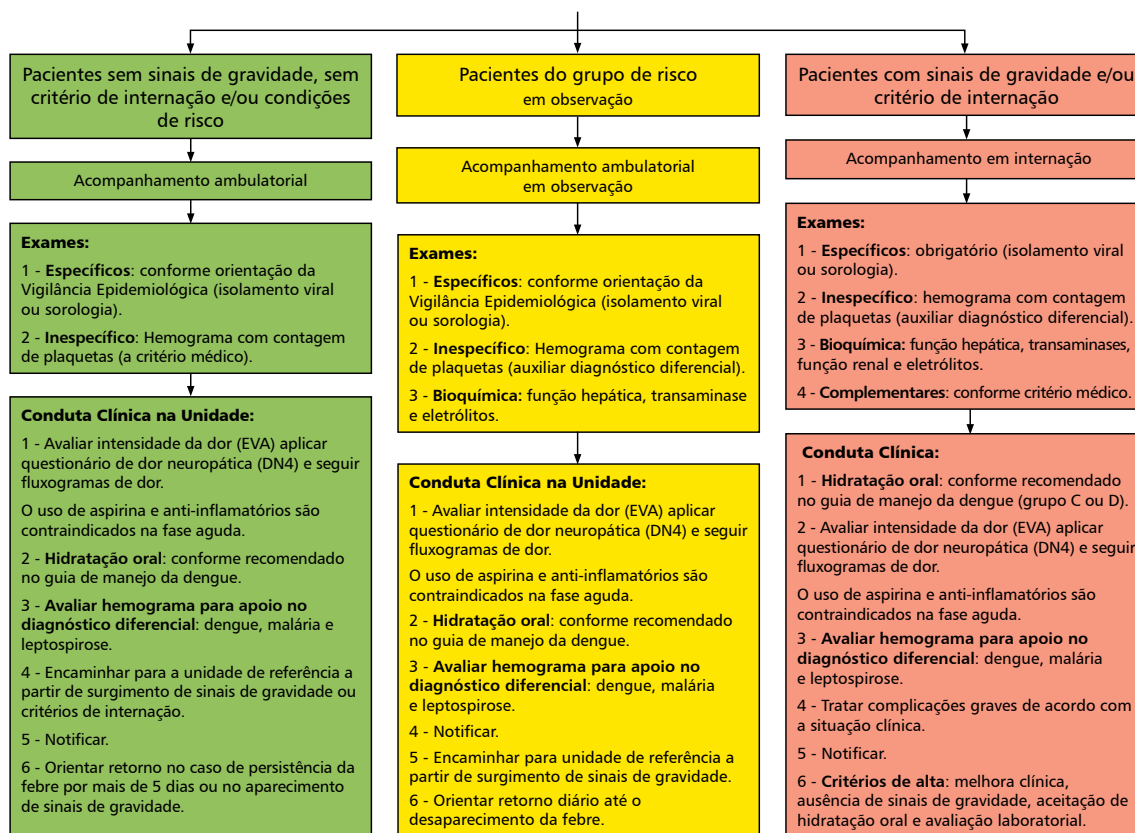 Pacientes sem sinais de gravidade, sem
critério de internação e/ou condições
de risco
Acompanhamento ambulatorial
Exames:
1 - Específicos: conforme orientação da
Vigilância Epidemiológica (isolamento viral
ou sorologia).
2 - Inespecífico: Hemograma com contagem
de plaquetas (a critério médico).
Conduta Clínica na Unidade:
1 - Avaliar intensidade da dor (EVA) aplicar
questionário de dor neuropática (DN4) e seguir
fluxogramas de dor.
O uso de aspirina e anti-inflamatórios são
contraindicados na fase aguda.
2 - Hidratação oral: conforme recomendado
no guia de manejo da dengue.
3 - Avaliar hemograma para apoio no
diagnóstico diferencial: dengue, malária e
leptospirose.
4 - Encaminhar para a unidade de referência a
partir de surgimento de sinais de gravidade ou
critérios de internação.
5 - Notificar.
6 - Orientar retorno no caso de persistência da
febre por mais de 5 dias ou no aparecimento
de sinais de gravidade.
Pacientes do grupo de risco
em observação
Acompanhamento ambulatorial
em observação
Exames:
1 - Específicos: conforme orientação da
Vigilância Epidemiológica (isolamento viral
ou sorologia).
2 - Inespecífico: Hemograma com contagem
de plaquetas (auxiliar diagnóstico diferencial).
3 - Bioquímica: função hepática, transaminase
e eletrólitos.
Conduta Clínica na Unidade:
1 - Avaliar intensidade da dor (EVA) aplicar
questionário de dor neuropática (DN4) e seguir
fluxogramas de dor.
O uso de aspirina e anti-inflamatórios são
contraindicados na fase aguda.
2 - Hidratação oral: conforme recomendado
no guia de manejo da dengue.
3 - Avaliar hemograma para apoio no
diagnóstico diferencial: dengue, malária
e leptospirose.
4 - Notificar.
5 - Encaminhar para unidade de referência a
partir de surgimento de sinais de gravidade.
6 - Orientar retorno diário até o
desaparecimento da febre.
Pacientes com sinais de gravidade e/ou
critério de internação
Acompanhamento em internação
Exames:
1 - Específicos: obrigatório (isolamento viral
ou sorologia).
2 - Inespecífico: hemograma com contagem
de plaquetas (auxiliar diagnóstico diferencial).
3 - Bioquímica: função hepática, transaminases,
função renal e eletrólitos.
4 - Complementares: conforme critério médico.
Conduta Clínica:
1 - Hidratação oral: conforme recomendado
no guia de manejo da dengue (grupo C ou D).
2 - Avaliar intensidade da dor (EVA) aplicar
questionário de dor neuropática (DN4) e seguir
fluxogramas de dor.
O uso de aspirina e anti-inflamatórios são
contraindicados na fase aguda.
3 - Avaliar hemograma para apoio no
diagnóstico diferencial: dengue, malária
e leptospirose.
4 - Tratar complicações graves de acordo com
a situação clínica.
5 - Notificar.
6 - Critérios de alta: melhora clínica,
ausência de sinais de gravidade, aceitação de
hidratação oral e avaliação laboratorial.